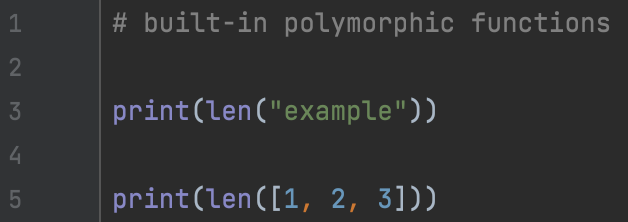 1 # built-in polymorphic functions
2
3 print(len("example"))
4
5 print(len([1, 2, 3]))